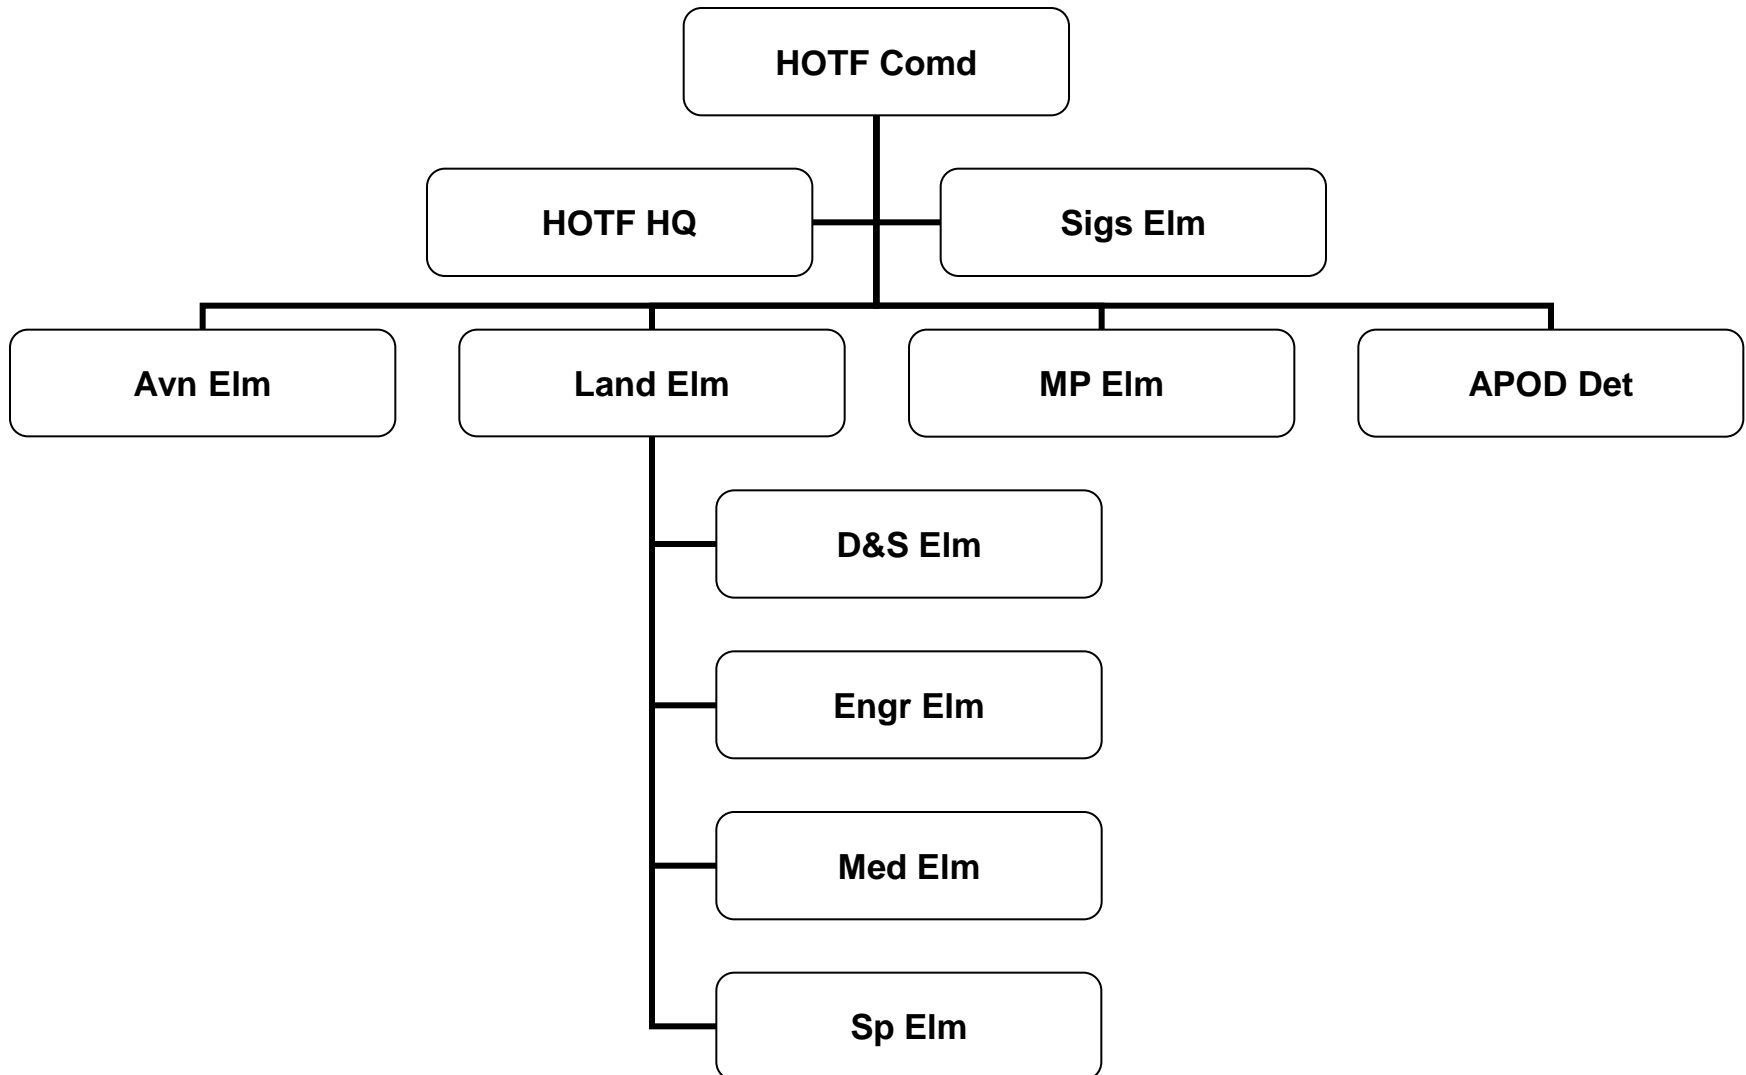 HOTF Comd
HOTF HQ
Sigs Elm
Avn Elm
Land Elm
MP Elm
APOD Det
D&S Elm
Engr Elm
Med Elm
Sp Elm